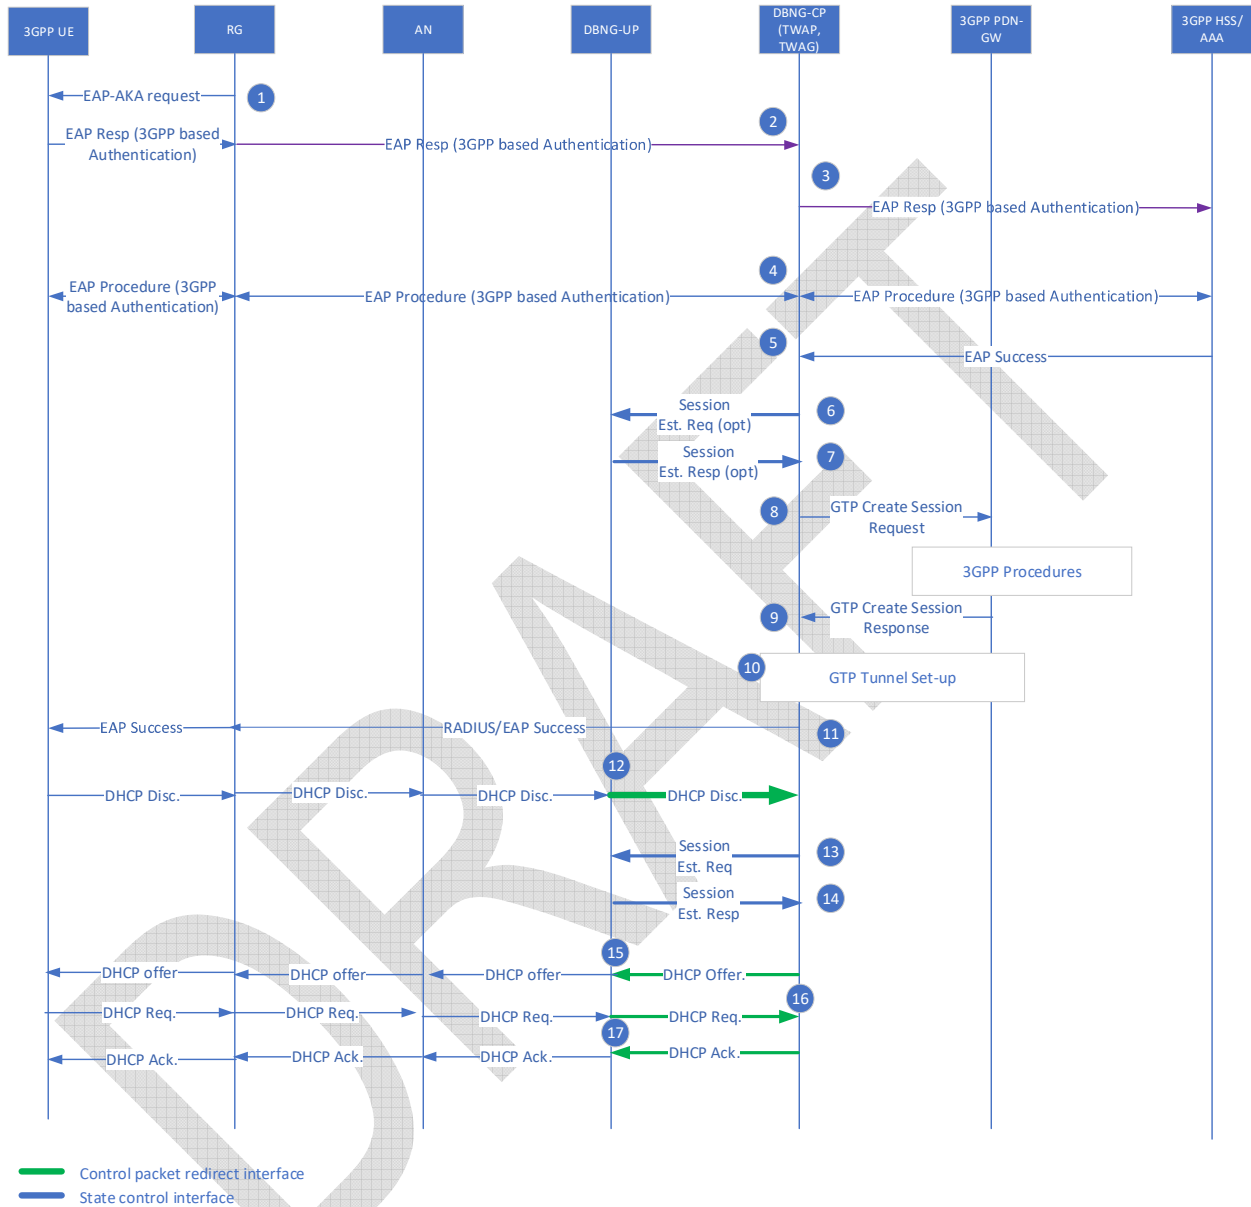 3GPP UE
RG
AN
DBNG-UP
DBNG-CP
(TWAP,
TWAG)
3GPP PDN-
GW
3GPP HSS/
AAA
EAP-AKA request
1
EAP Resp (3GPP based
Authentication)
EAP Resp (3GPP based Authentication)
2
3
EAP Resp (3GPP based Authentication)
4
EAP Procedure (3GPP
based Authentication)
EAP Procedure (3GPP based Authentication)
EAP Procedure (3GPP based Authentication)
5
EAP Success
Session
Est. Req (opt)
6
Session
Est. Resp (opt)
7
8
GTP Create Session
Request
3GPP Procedures
9
GTP Create Session
Response
10
GTP Tunnel Set-up
EAP Success
RADIUS/EAP Success
11
12
DHCP Disc.
DHCP Disc.
DHCP Disc.
DHCP Disc.
Session
Est. Req
13
Session
Est. Resp
14
15
DHCP offer
DHCP offer
DHCP offer
DHCP Offer.
16
DHCP Req.
DHCP Req.
DHCP Req.
DHCP Req.
17
DHCP Ack.
DHCP Ack.
DHCP Ack.
DHCP Ack.
Control packet redirect interface
State control interface
DRAFT